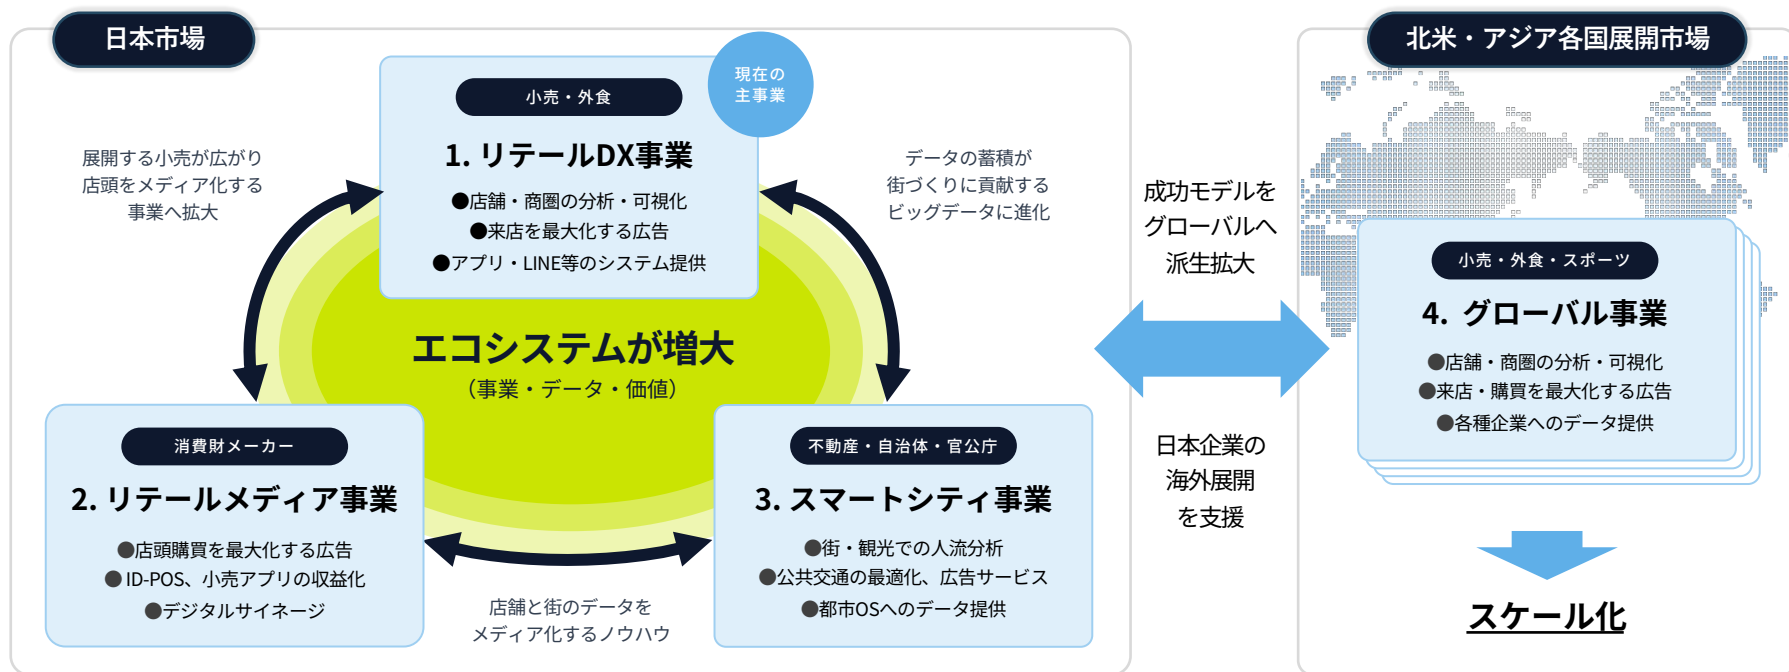 日本市場
現在の
主事業
小売・外食
1. リテールDX事業
●店舗・商圏の分析・可視化
●来店を最大化する広告
●アプリ・LINE等のシステム提供
展開する小売が広がり
店頭をメディア化する
事業へ拡大
データの蓄積が
街づくりに貢献する
ビッグデータに進化
エコシステムが増大
（事業・データ・価値）
消費財メーカー
2. リテールメディア事業
●店頭購買を最大化する広告
●ID-POS、小売アプリの収益化
●デジタルサイネージ
店舗と街のデータを
メディア化するノウハウ
不動産・自治体・官公庁
3. スマートシティ事業
●街・観光での人流分析
●公共交通の最適化、広告サービス
●都市OSへのデータ提供
成功モデルを
グローバルへ
派生拡大
日本企業の
海外展開
を支援
北米・アジア各国展開市場
小売・外食・スポーツ
4. グローバル事業
●店舗・商圏の分析・可視化
●来店・購買を最大化する広告
●各種企業へのデータ提供
スケール化